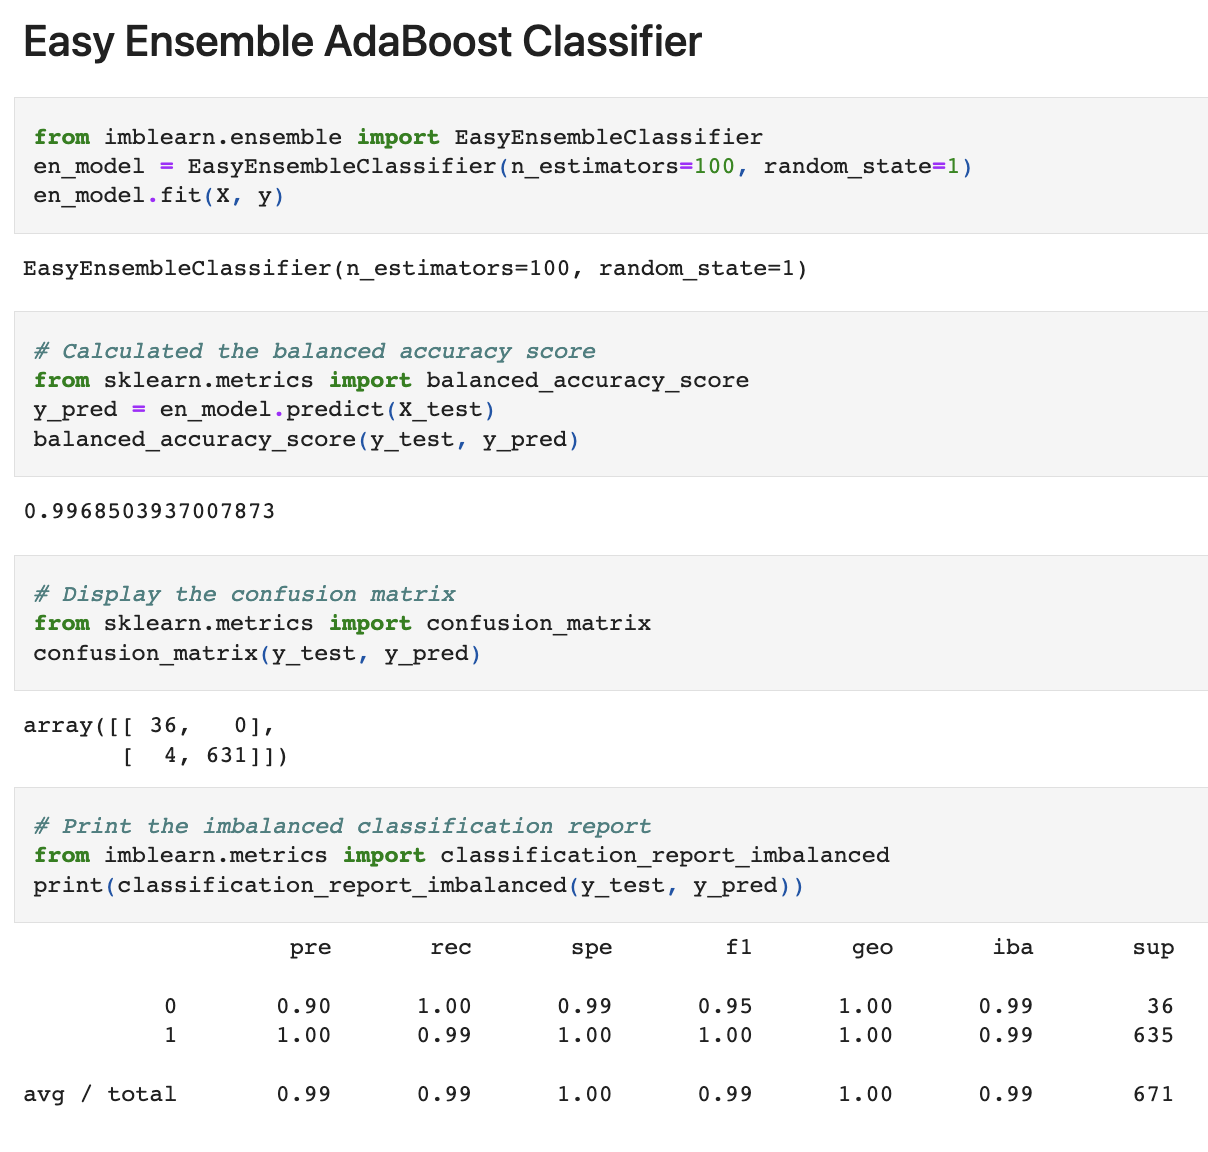 Easy Ensemble AdaBoost Classifier
from imblearn.ensemble import EasyEnsembleClassifier
en_model = EasyEnsembleClassifier(n_estimators=100, random_state=1)
en_model.fit(X, y)
EasyEnsembleClassifier(n_estimators=100, random_state=1)
# Calculated the balanced accuracy score
from sklearn.metrics import balanced_accuracy_score
y_pred = en_model.predict(X_test)
balanced_accuracy_score(y_test, y_pred)
0.9968503937007873
# Display the confusion matrix
from sklearn.metrics import confusion_matrix
confusion_matrix(y_test, y_pred)
array([[ 36,   0],
       [  4, 631]])
# Print the imbalanced classification report
from imblearn.metrics import classification_report_imbalanced
print(classification_report_imbalanced(y_test, y_pred))
pre rec spe f1 geo iba sup
0 0.90 1.00 0.99 0.95 1.00 0.99 36
1 1.00 0.99 1.00 1.00 1.00 0.99 635
avg / total 0.99 0.99 1.00 0.99 1.00 0.99 671